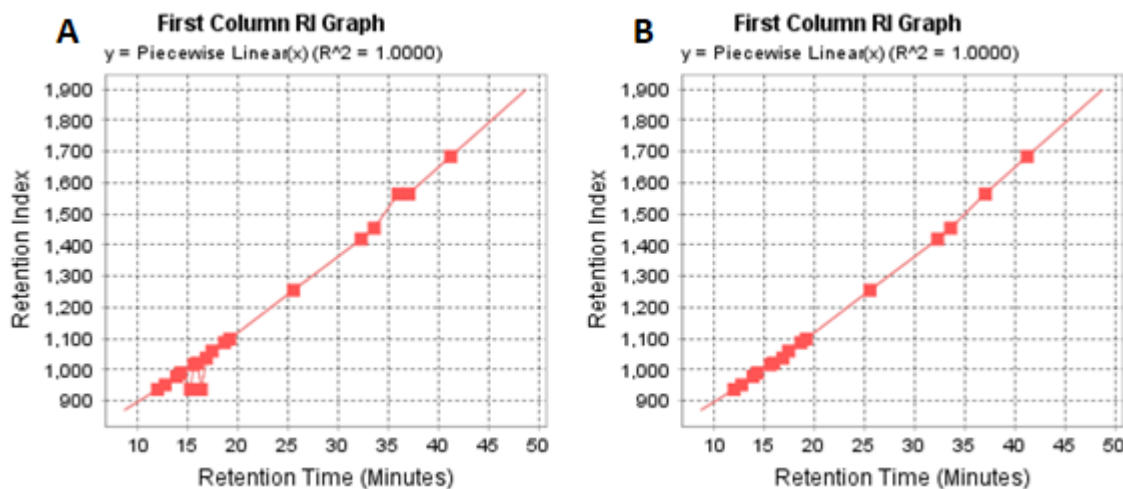 A
First Column RI Graph
y = Piecewise Linear(x) (R^2 = 1.0000)
1,900
1,800
1,700
1,600
1,500
1,400
1,300
1,200
1,100
1,000
900
Retention Index
10 15 20 25 30 35 40 45 50
Retention Time (Minutes)
B
First Column RI Graph
y = Piecewise Linear(x) (R^2 = 1.0000)
1,900
1,800
1,700
1,600
1,500
1,400
1,300
1,200
1,100
1,000
900
Retention Index
10 15 20 25 30 35 40 45 50
Retention Time (Minutes)